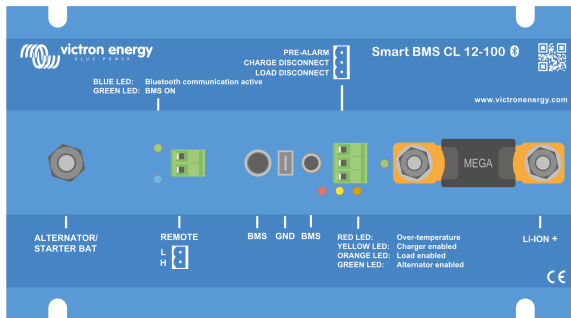 victron energy
BLUE POWER
PRE-ALARM
CHARGE DISCONNECT
LOAD DISCONNECT
Smart BMS CL 12-100
BLUE LED: Bluetooth communication active
GREEN LED: BMS ON
www.victronenergy.com
MEGA
ALTERNATOR/
STARTER BAT
REMOTE
L
H
BMS GND BMS
RED LED: Over-temperature
YELLOW LED: Charger enabled
ORANGE LED: Load enabled
GREEN LED: Alternator enabled
Li-ION +
CE